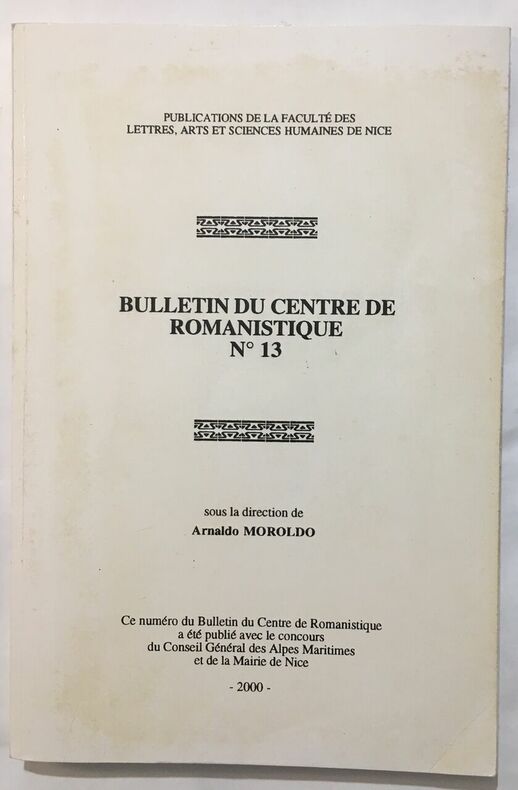 PUBLICATIONS DE LA FACULTÉ DES
LETTRES, ARTS ET SCIENCES HUMAINES DE NICE
BULLETIN DU CENTRE DE
ROMANISTIQUE
N° 13
sous la direction de
Arnaldo MOROLDO
Ce numéro du Bulletin du Centre de Romanistique
a été publié avec le concours
du Conseil Général des Alpes Maritimes
et de la Mairie de Nice
- 2000 -